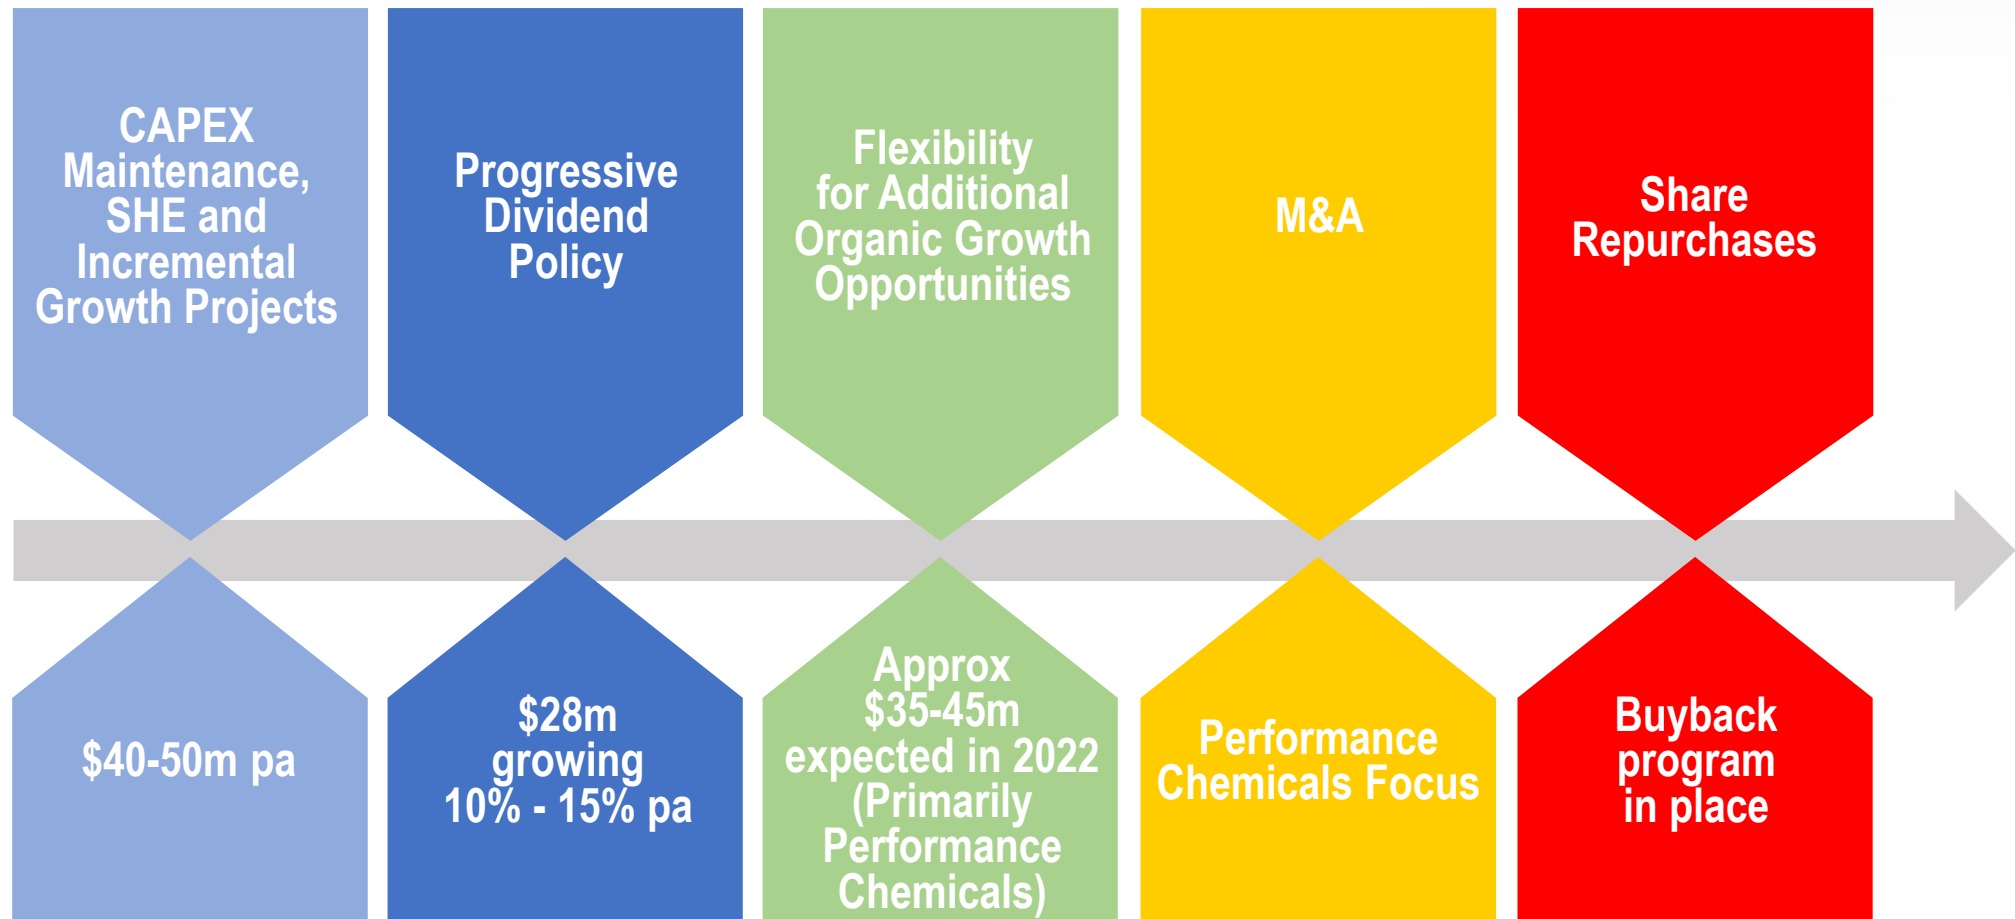 CAPEX
Maintenance,
SHE and
Incremental
Growth Projects
Progressive
Dividend
Policy
Flexibility
for Additional
Organic Growth
Opportunities
M&A
Share
Repurchases
$40-50m pa
$28m
growing
10% - 15% pa
Approx
$35-45m
expected in 2022
(Primarily
Performance
Chemicals)
Performance
Chemicals Focus
Buyback
program
in place